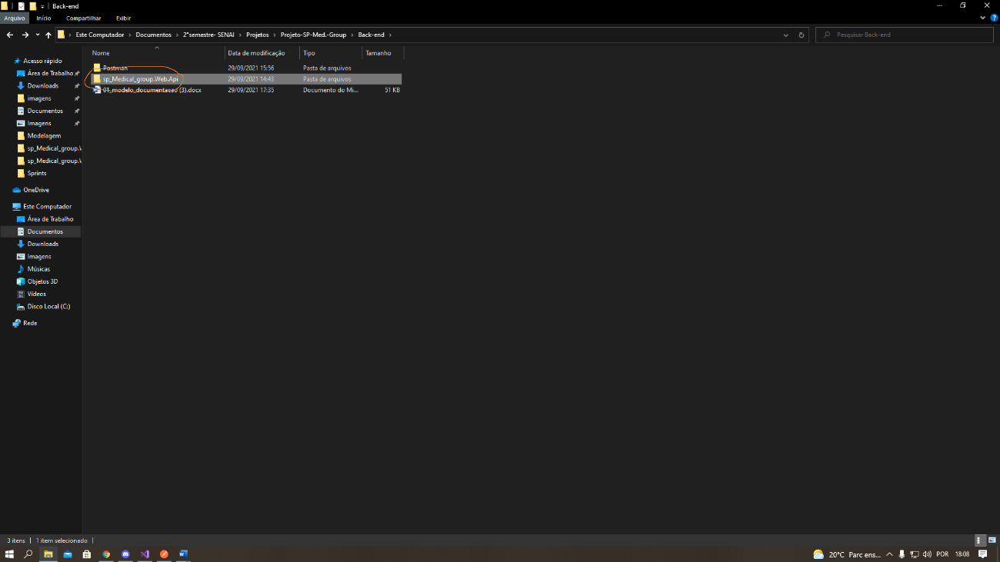 Back-end
Arquivo Início Compartilhar Exibir
Este Computador Documentos 2°semestre- SENAI Projetos Projeto-SP-Med.-Group Back-end
Pesquisar Back-end
Nome Data de modificação Tipo Tamanho
Postman 29/09/2021 15:56 Pasta de arquivos
sp_Medical_group.Web.Api 29/09/2021 14:43 Pasta de arquivos
01_modelo_documentacao (3).docx 29/09/2021 17:35 Documento do Mi... 51 KB
Acesso rápido
Área de Trabalho
Downloads
imagens
Documentos
Imagens
Modelagem
sp_Medical_group.W
sp_Medical_group.W
Sprints
OneDrive
Este Computador
Área de Trabalho
Documentos
Downloads
Imagens
Músicas
Objetos 3D
Vídeos
Disco Local (C:)
Rede
3 itens 1 item selecionado
20°C Parc ens... POR 18:08